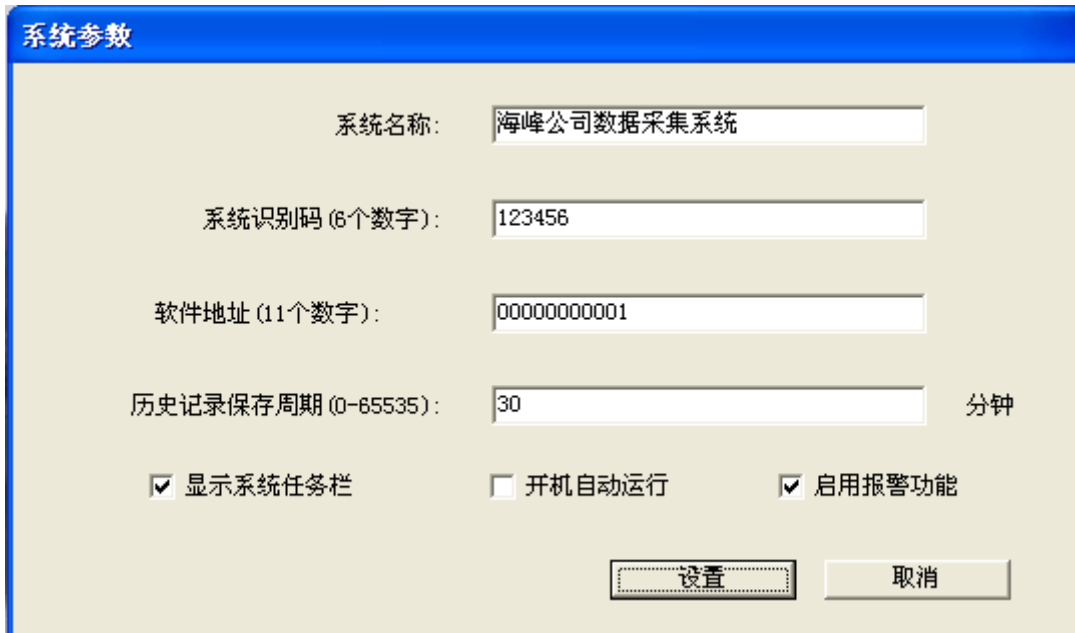 系统参数
系统名称: 海峰公司数据采集系统
系统识别码(6个数字): 123456
软件地址(11个数字): 00000000001
历史记录保存周期(0-65535): 30 分钟
显示系统任务栏 开机自动运行 启用报警功能
设置 取消